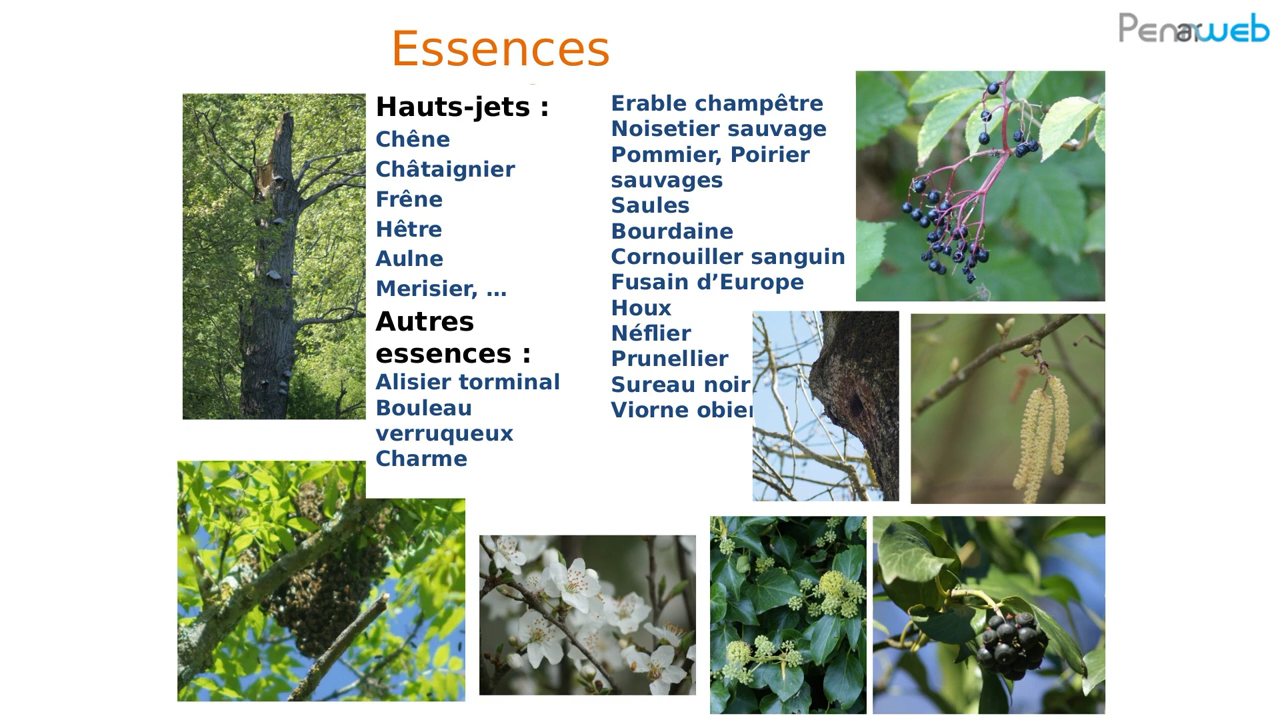 Essences
Penarweb
Hauts-jets :
Chêne
Châtaignier
Frêne
Hêtre
Aulne
Merisier, ...
Autres
essences :
Alisier torminal
Bouleau
verruqueux
Charme
Erable champêtre
Noisetier sauvage
Pommier, Poirier
sauvages
Saules
Bourdaine
Cornouiller sanguin
Fusain d’Europe
Houx
Néflier
Prunellier
Sureau noir
Viorne obier